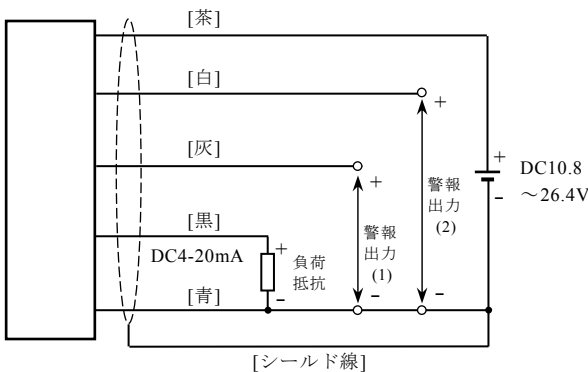 [茶]
[白]
[灰]
[黒]
DC4-20mA
[青]
+
-
負荷
抵抗
+
-
警報
出力
(1)
+
-
警報
出力
(2)
+
-
DC10.8
～26.4V
[シールド線]